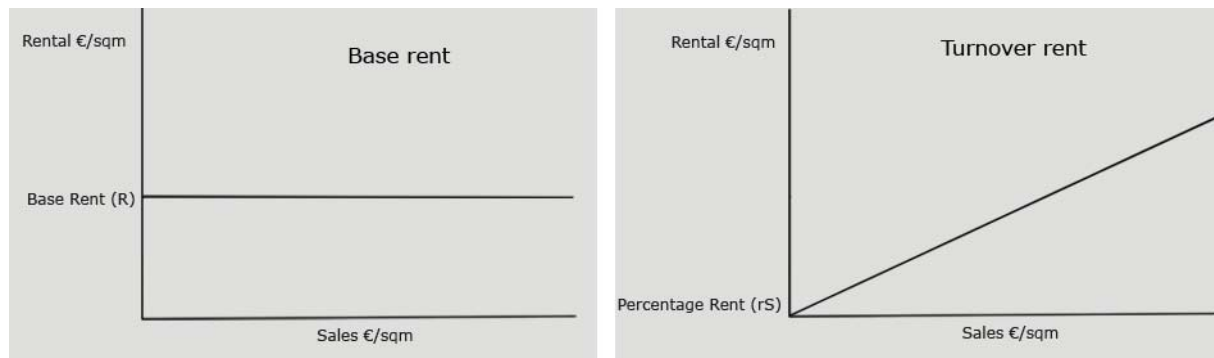 Rental €/sqm
Base rent
Base Rent (R)
Sales €/sqm
Rental €/sqm
Turnover rent
Percentage Rent (rS)
Sales €/sqm